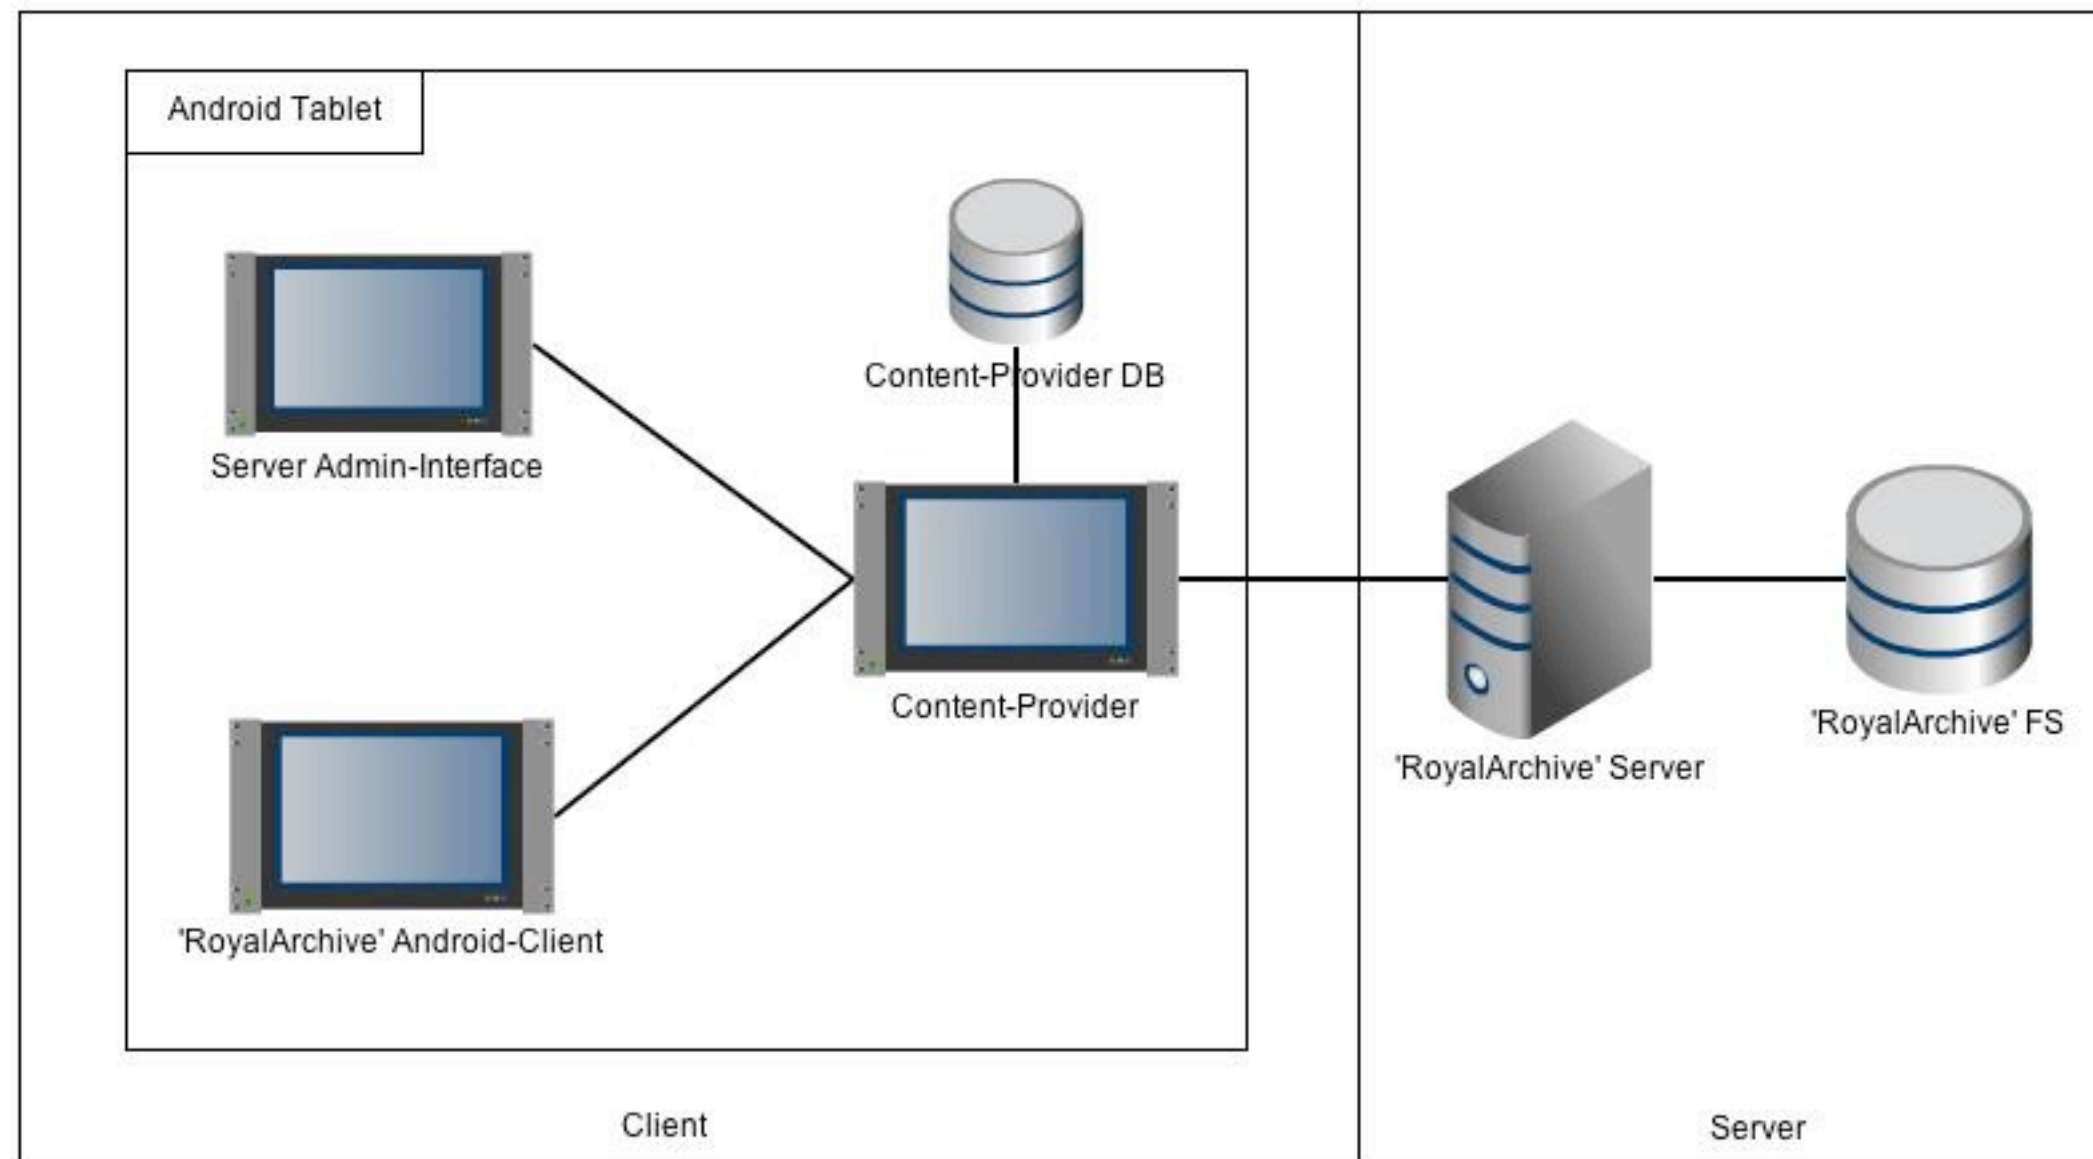 Android Tablet
Content-Provider DB
Server Admin-Interface
Content-Provider
'RoyalArchive' FS
'RoyalArchive' Server
'RoyalArchive' Android-Client
Client
Server